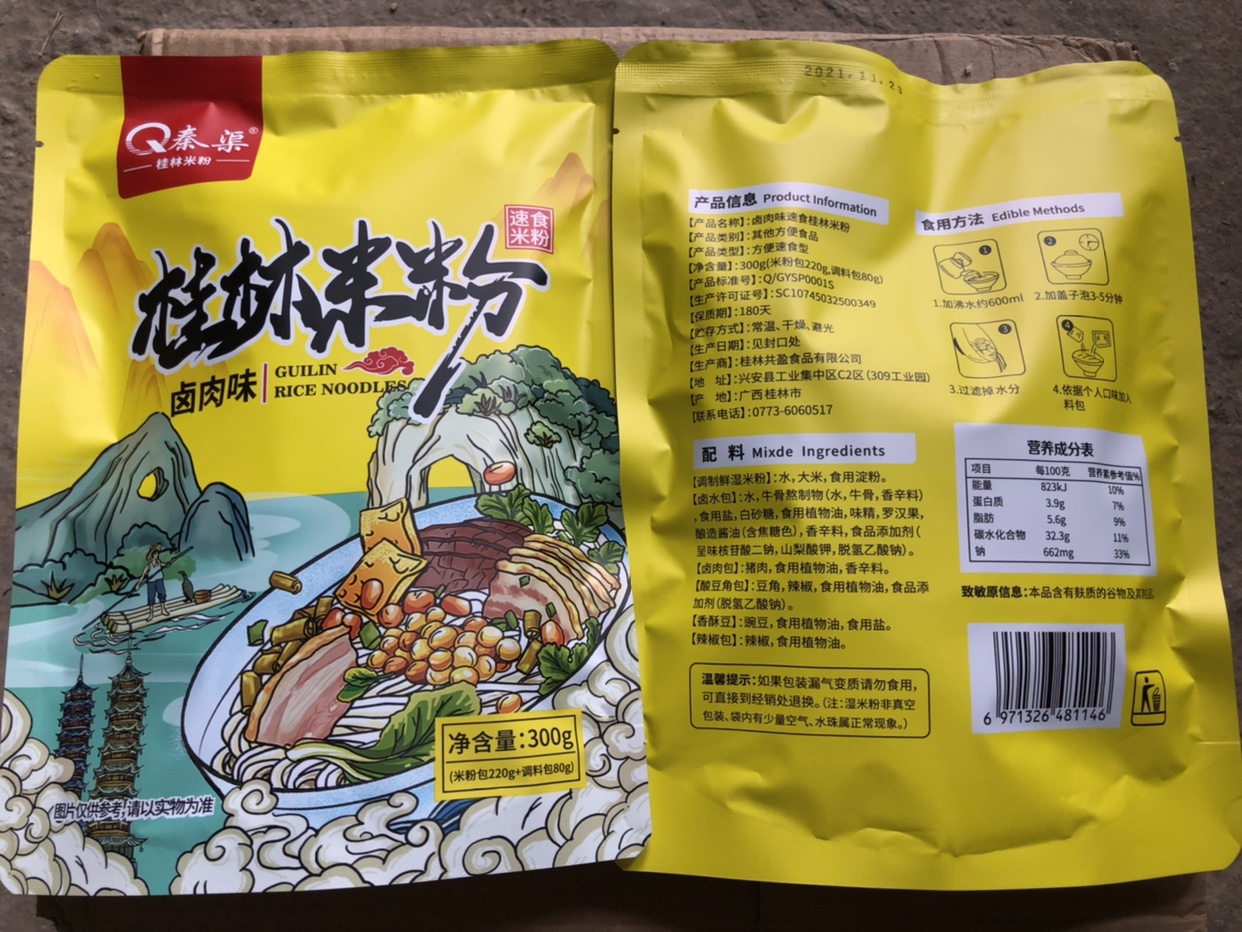 Q秦渠®
桂林米粉
速食
米粉
桂林米粉
卤肉味
GUILIN
RICE NOODLES
净含量:300g
(米粉包220g+调料包80g)
图片仅供参考,请以实物为准
2021.11.23
产品信息 Product Information
【产品名称】:卤肉味速食桂林米粉
【产品类别】:其他方便食品
【产品类型】:方便速食型
【净含量】:300g(米粉包220g,调料包80g)
【产品标准号】:Q/GYSP0001S
【生产许可证号】:SC10745032500349
【保质期】:180天
【贮存方式】:常温、干燥、避光
【生产日期】:见封口处
【生产商】:桂林共盈食品有限公司
【地 址】:兴安县工业集中区C2区(309工业园)
【产 地】:广西桂林市
【联系电话】:0773-6060517
配 料 Mixde Ingredients
【调制鲜湿米粉】:水,大米,食用淀粉。
【卤水包】:水,牛骨熬制物(水,牛骨,香辛料)
,食用盐,白砂糖,食用植物油,味精,罗汉果,
酿造酱油(含焦糖色),香辛料,食品添加剂(
呈味核苷酸二钠,山梨酸钾,脱氢乙酸钠)。
【卤肉包】:猪肉,食用植物油,香辛料。
【酸豆角包】:豆角,辣椒,食用植物油,食品添
加剂(脱氢乙酸钠)。
【香酥豆】:豌豆,食用植物油,食用盐。
【辣椒包】:辣椒,食用植物油。
温馨提示:如果包装漏气变质请勿食用,
可直接到经销处退换。(注:湿米粉非真空
包装、袋内有少量空气、水珠属正常现象。)
食用方法 Edible Methods
1
2
1.加沸水约600ml
2.加盖子泡3-5分钟
3
4
3.过滤掉水分
4.依据个人口味加入
料包
营养成分表
项目 每100克 营养素参考值%
能量 823kJ 10%
蛋白质 3.9g 7%
脂肪 5.6g 9%
碳水化合物 32.3g 11%
钠 662mg 33%
致敏原信息:本品含有麸质的谷物及其制品
6 971326 481146